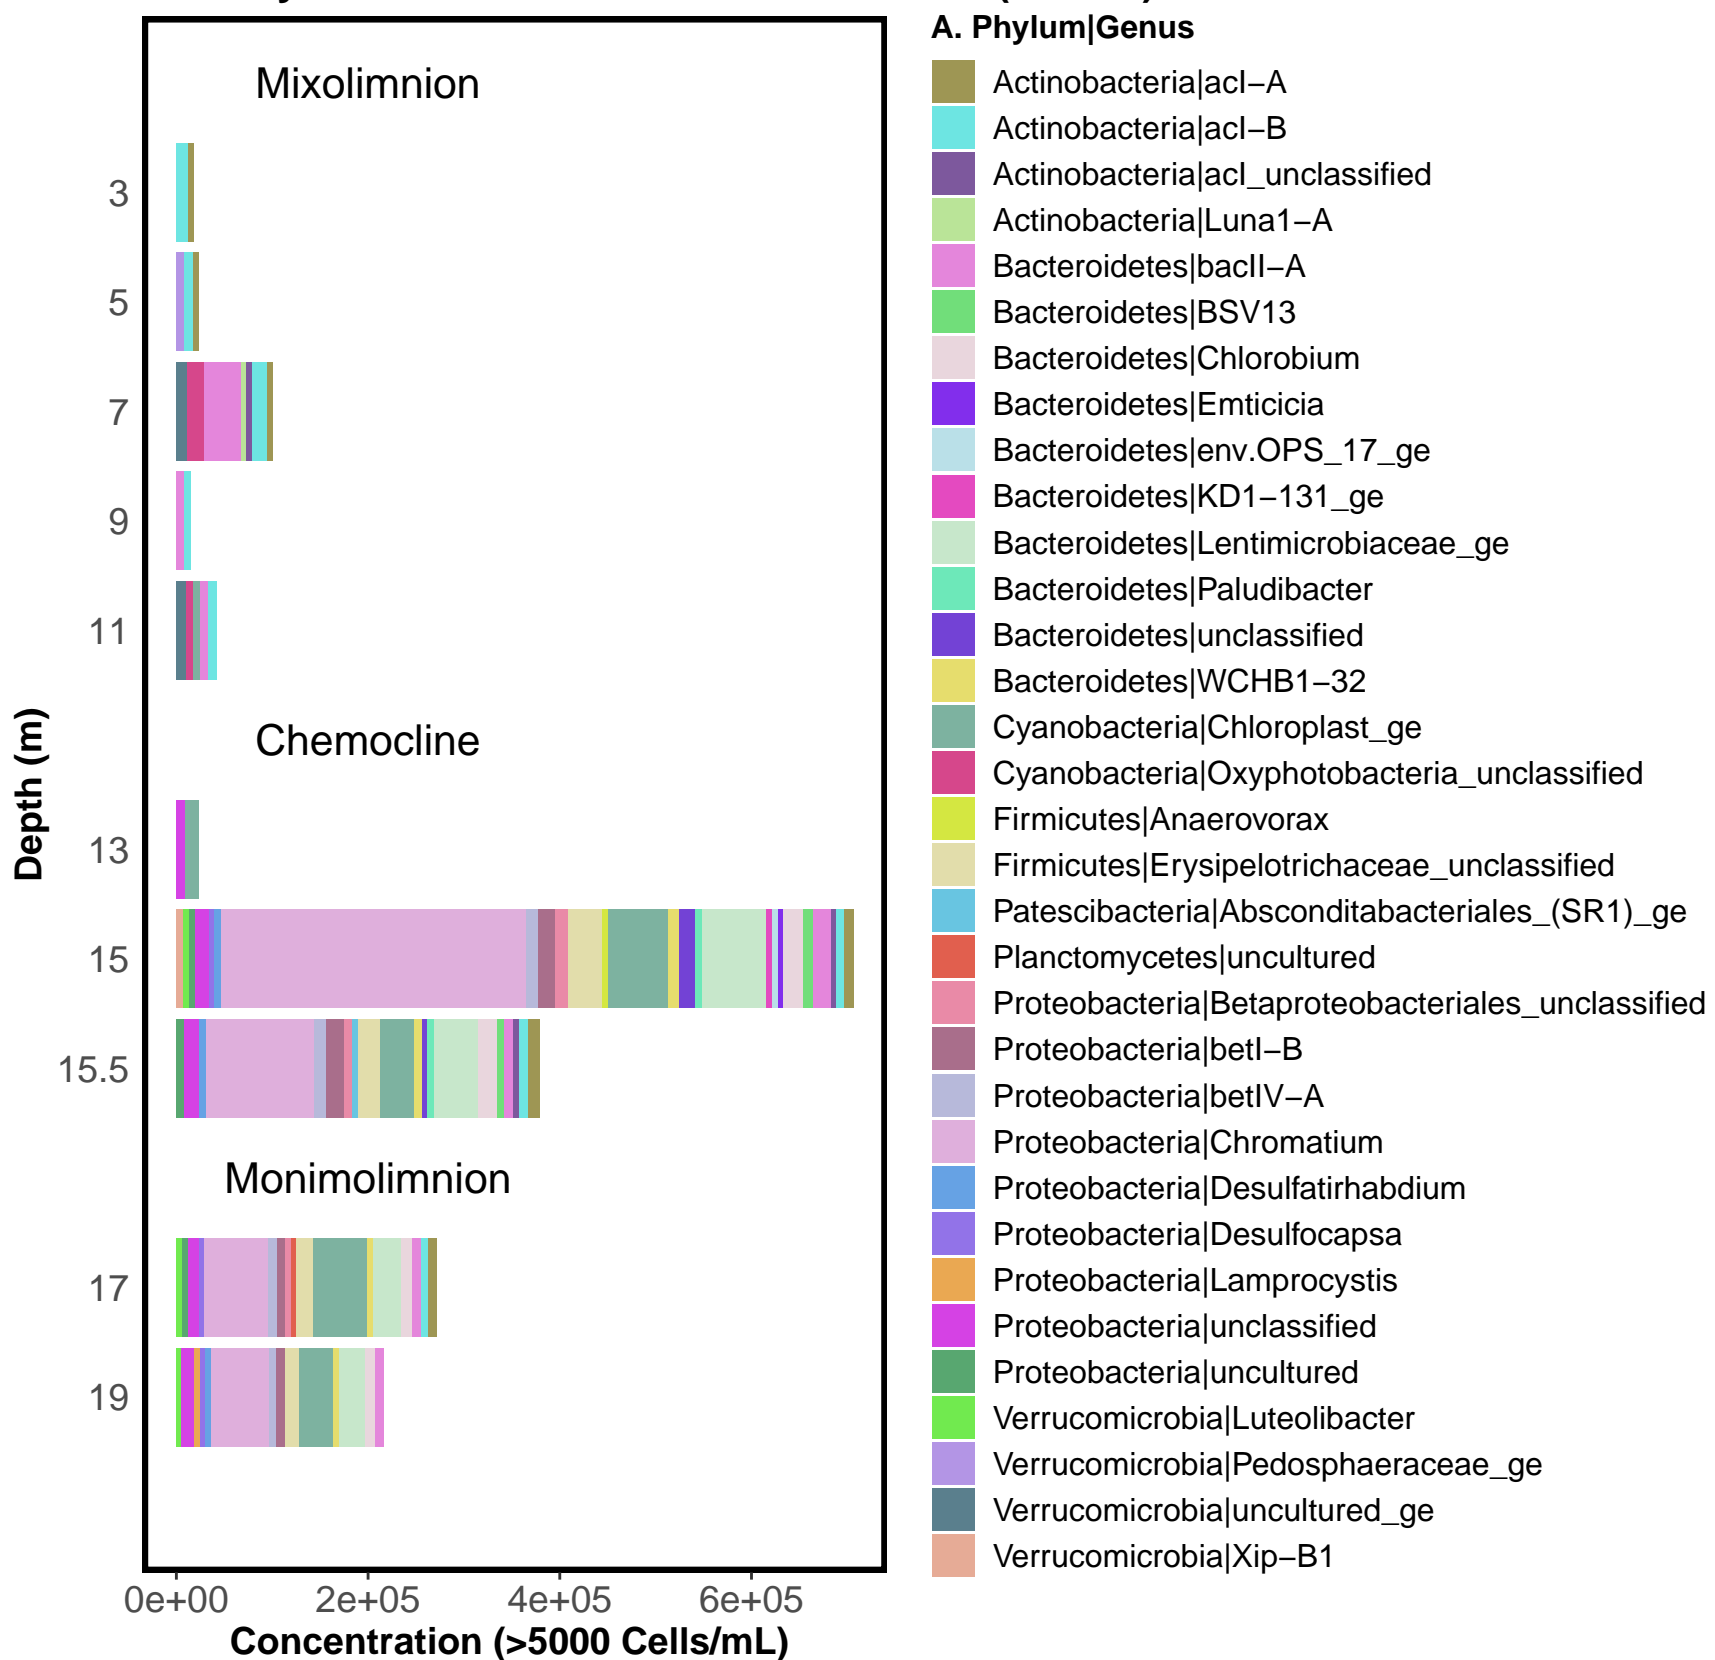 A. Phylum|Genus
Mixolimnion
3
5
7
9
11
Chemocline
13
15
15.5
Monimolimnion
17
19
Depth (m)
0e+00 2e+05 4e+05 6e+05
Concentration (>5000 Cells/mL)
Actinobacteria|acI−A
Actinobacteria|acI−B
Actinobacteria|acI_unclassified
Actinobacteria|Luna1−A
Bacteroidetes|bacII−A
Bacteroidetes|BSV13
Bacteroidetes|Chlorobium
Bacteroidetes|Emticicia
Bacteroidetes|env.OPS_17_ge
Bacteroidetes|KD1−131_ge
Bacteroidetes|Lentimicrobiaceae_ge
Bacteroidetes|Paludibacter
Bacteroidetes|unclassified
Bacteroidetes|WCHB1−32
Cyanobacteria|Chloroplast_ge
Cyanobacteria|Oxyphotobacteria_unclassified
Firmicutes|Anaerovorax
Firmicutes|Erysipelotrichaceae_unclassified
Patescibacteria|Absconditabacteriales_(SR1)_ge
Planctomycetes|uncultured
Proteobacteria|Betaproteobacteriales_unclassified
Proteobacteria|betI−B
Proteobacteria|betIV−A
Proteobacteria|Chromatium
Proteobacteria|Desulfatirhabdium
Proteobacteria|Desulfocapsa
Proteobacteria|Lamprocystis
Proteobacteria|unclassified
Proteobacteria|uncultured
Verrucomicrobia|Luteolibacter
Verrucomicrobia|Pedosphaeraceae_ge
Verrucomicrobia|uncultured_ge
Verrucomicrobia|Xip−B1